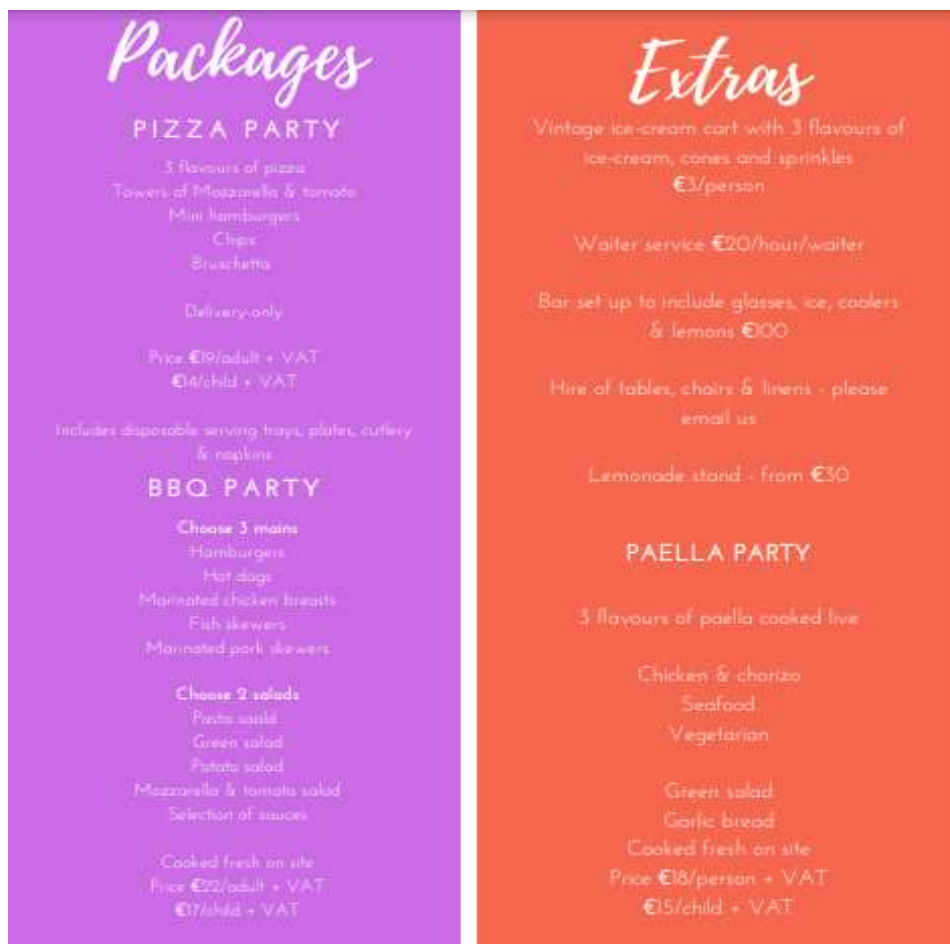 Packages
PIZZA PARTY
3 flavours of pizza
Towers of Mozzarella & tomato
Mini hamburgers
Chips
Bruschetta
Delivery-only
Price €19/adult + VAT
€14/child + VAT
Includes disposable serving trays, plates, cutlery
& napkins
BBQ PARTY
Choose 3 mains
Hamburgers
Hot dogs
Marinated chicken breasts
Fish skewers
Marinated pork skewers
Choose 2 salads
Pasta saald
Green salad
Potato salad
Mozzarella & tomato salad
Selection of sauces
Cooked fresh on site
Price €22/adult + VAT
€17/child + VAT
Extras
Vintage ice-cream cart with 3 flavours of
ice-cream, cones and sprinkles
€3/person
Waiter service €20/hour/waiter
Bar set up to include glasses, ice, coolers
& lemons €100
Hire of tables, chairs & linens - please
email us
Lemonade stand - from €30
PAELLA PARTY
3 flavours of paella cooked live
Chicken & chorizo
Seafood
Vegetarian
Green salad
Garlic bread
Cooked fresh on site
Price €18/person + VAT
€15/child + VAT